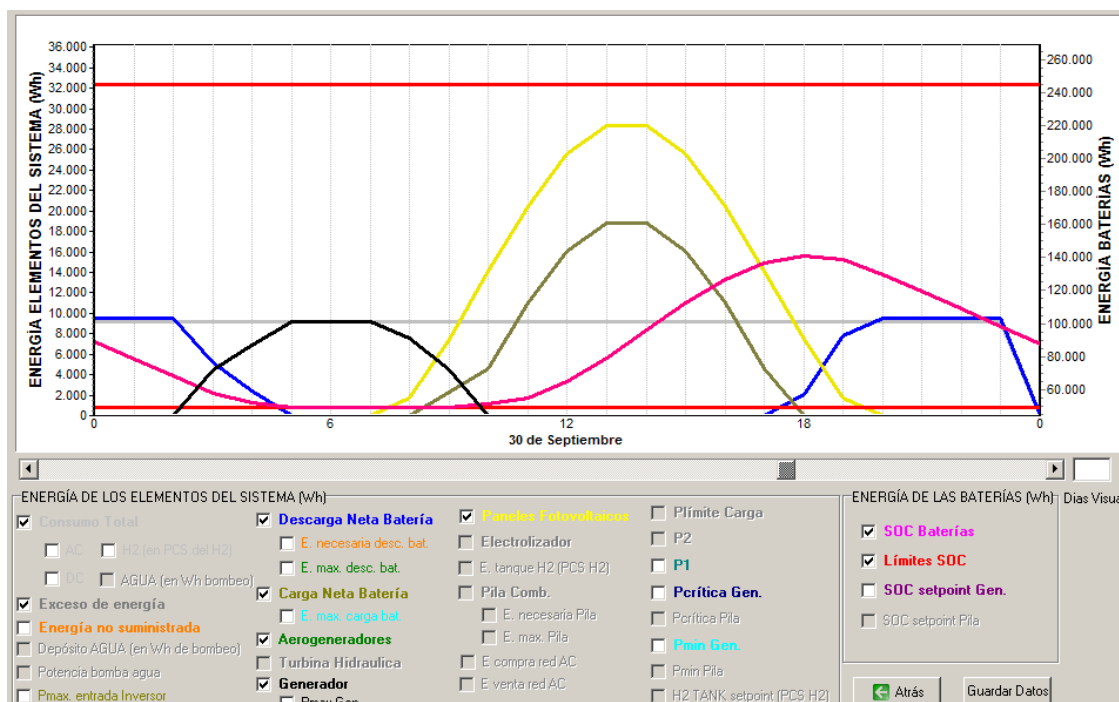 36.000
34.000
32.000
30.000
28.000
26.000
24.000
22.000
20.000
18.000
16.000
14.000
12.000
10.000
8.000
6.000
4.000
2.000
0
ENERGÍA ELEMENTOS DEL SISTEMA (Wh)
260.000
240.000
220.000
200.000
180.000
160.000
140.000
120.000
100.000
80.000
60.000
ENERGÍA BATERÍAS (Wh)
0 6 12 18 0
30 de Septiembre
ENERGÍA DE LOS ELEMENTOS DEL SISTEMA (Wh)
Consumo Total
AC H2 (en PCS del H2)
DC AGUA (en Wh bombeo)
Exceso de energía
Energía no suministrada
Depósito AGUA (en Wh de bombeo)
Potencia bomba agua
Pmax. entrada Inversor
Descarga Neta Batería
E. necesaria desc. bat.
E. max. desc. bat.
Carga Neta Batería
E. max. carga bat.
Aerogeneradores
Turbina Hidraulica
Generador
Pmax Gen.
Paneles Fotovoltaicos
Electrolizador
E. tanque H2 (PCS H2)
Pila Comb.
E. necesaria Pila
E. max. Pila
E compra red AC
E venta red AC
Plímite Carga
P2
P1
Pcrítica Gen.
Pcrítica Pila
Pmin Gen.
Pmin Pila
H2 TANK setpoint (PCS H2)
ENERGÍA DE LAS BATERÍAS (Wh)
SOC Baterías
Límites SOC
SOC setpoint Gen.
SOC setpoint Pila
Dias Visua
Atrás
Guardar Datos